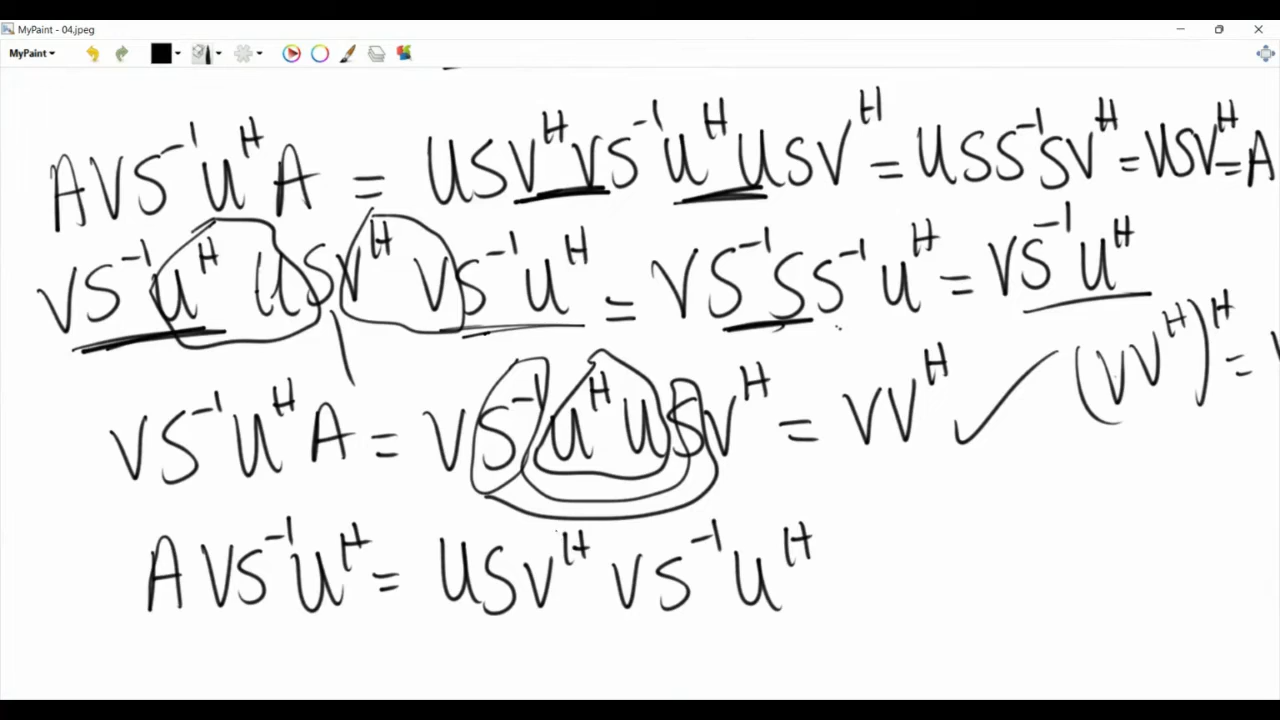 MyPaint - 04.jpeg
MyPaint
AVS⁻¹UᴴA = USVᴴVS⁻¹UᴴUSVᴴ = USS⁻¹SVᴴ = USVᴴ = A
VS⁻¹UᴴUSVᴴVS⁻¹Uᴴ = VS⁻¹SS⁻¹Uᴴ = VS⁻¹Uᴴ
VS⁻¹UᴴA = VS⁻¹UᴴUSVᴴ = VVᴴ ✓ (VVᴴ)ᴴ =
AVS⁻¹Uᴴ = USVᴴVS⁻¹Uᴴ